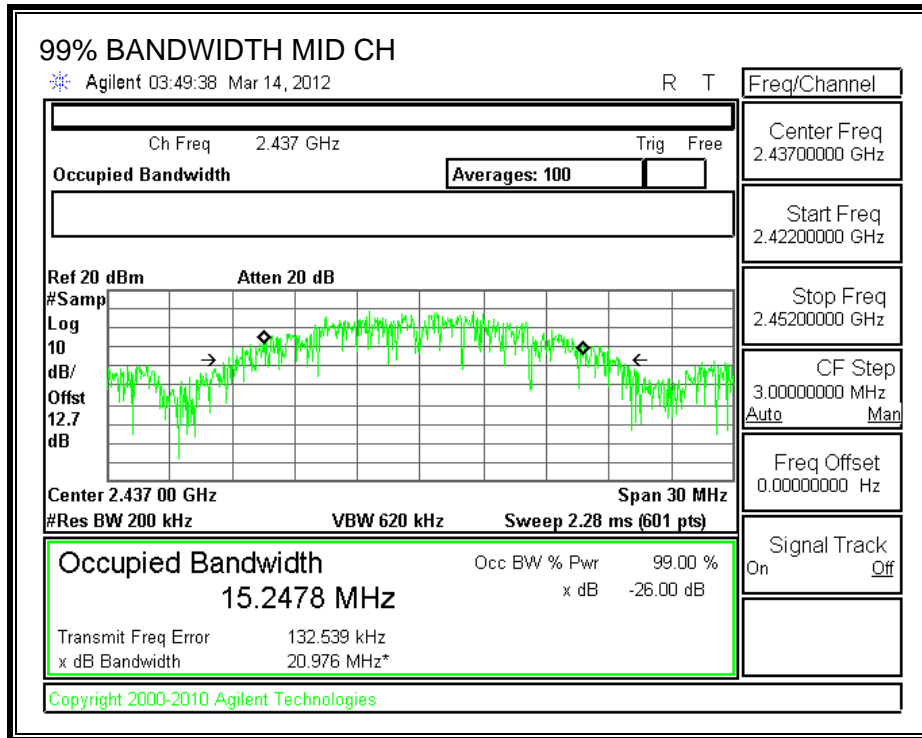 99% BANDWIDTH MID CH
Agilent 03:49:38 Mar 14, 2012 R T
Ch Freq 2.437 GHz Trig Free
Occupied Bandwidth Averages: 100
Ref 20 dBm Atten 20 dB
#Samp
Log
10
dB/
Offst
12.7
dB
Center 2.437 00 GHz Span 30 MHz
#Res BW 200 kHz VBW 620 kHz Sweep 2.28 ms (601 pts)
Occupied Bandwidth Occ BW % Pwr 99.00 %
15.2478 MHz x dB -26.00 dB
Transmit Freq Error 132.539 kHz
x dB Bandwidth 20.976 MHz*
Copyright 2000-2010 Agilent Technologies
Freq/Channel
Center Freq
2.43700000 GHz
Start Freq
2.42200000 GHz
Stop Freq
2.45200000 GHz
CF Step
3.00000000 MHz
Auto Man
Freq Offset
0.00000000 Hz
Signal Track
On Off